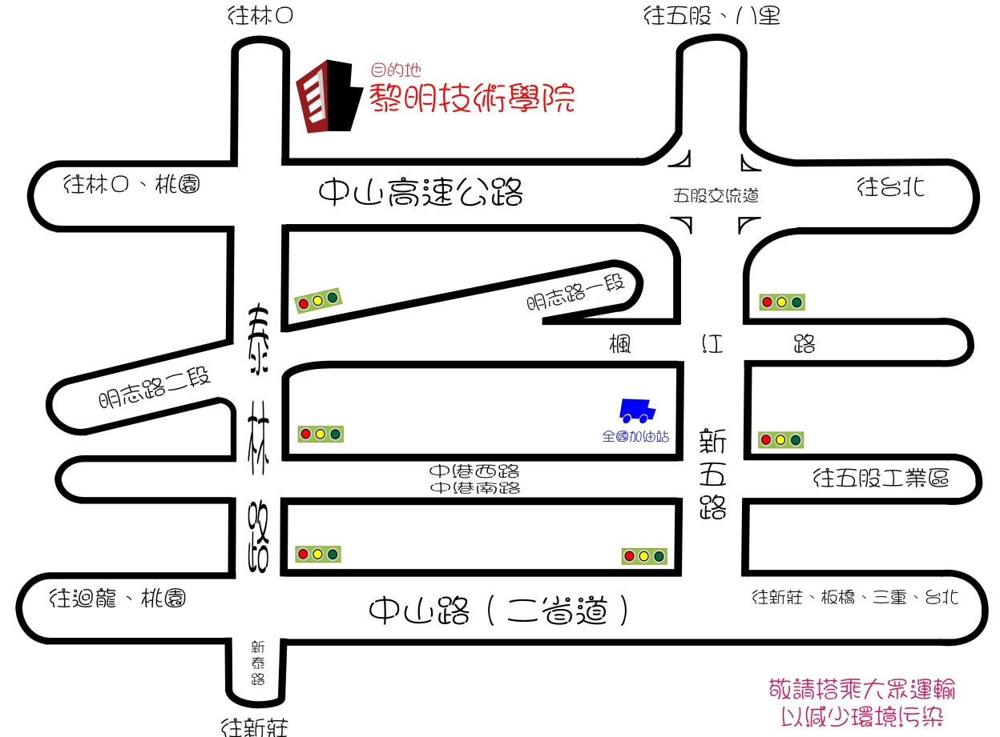 往林口
往五股、八里
目的地
黎明技術學院
往林口、桃園
中山高速公路
五股交流道
往台北
明志路一段
泰林路
楓江路
明志路二段
全國加油站
新五路
中港西路
中港南路
往五股工業區
往迴龍、桃園
中山路（二省道）
往新莊、板橋、三重、台北
新泰路
往新莊
敬請搭乘大眾運輸
以減少環境污染